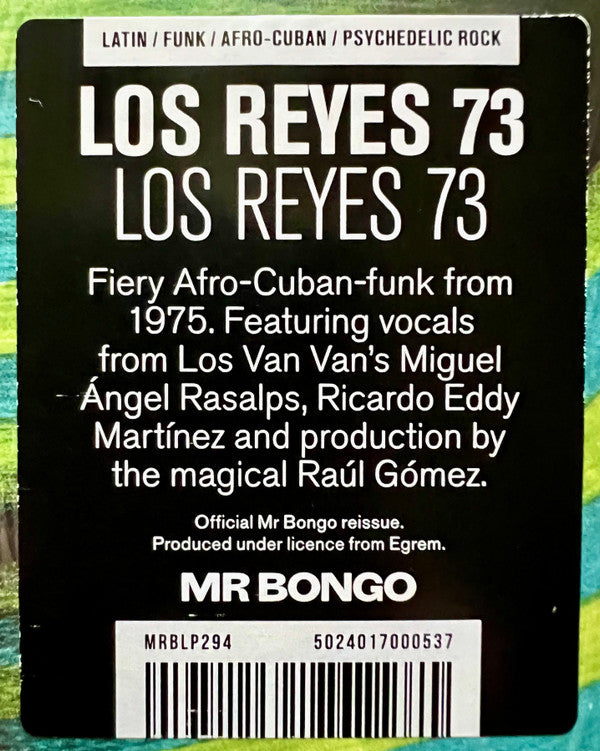 LATIN / FUNK / AFRO-CUBAN / PSYCHEDELIC ROCK
LOS REYES 73
LOS REYES 73
Fiery Afro-Cuban-funk from
1975. Featuring vocals
from Los Van Van’s Miguel
Ángel Rasalps, Ricardo Eddy
Martínez and production by
the magical Raúl Gómez.
Official Mr Bongo reissue.
Produced under licence from Egrem.
MR BONGO
MRBLP294 5024017000537